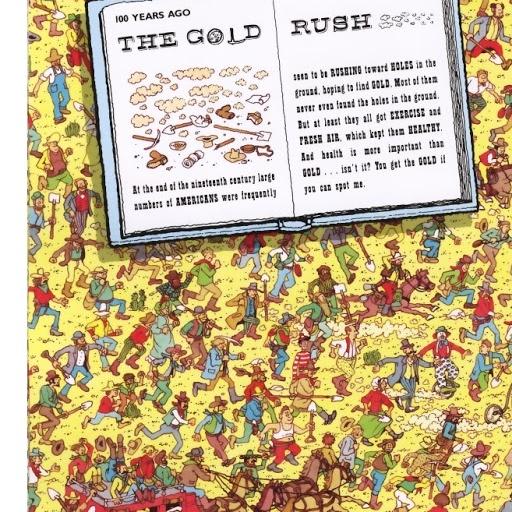 100 YEARS AGO
THE GOLD RUSH
At the end of the nineteenth century large
numbers of AMERICANS were frequently
seen to be RUSHING toward HOLES in the
ground, hoping to find GOLD. Most of them
never even found the holes in the ground.
But at least they all got EXERCISE and
FRESH AIR, which kept them HEALTHY.
And health is more important than
GOLD . . . isn't it? You get the GOLD if
you can spot me.